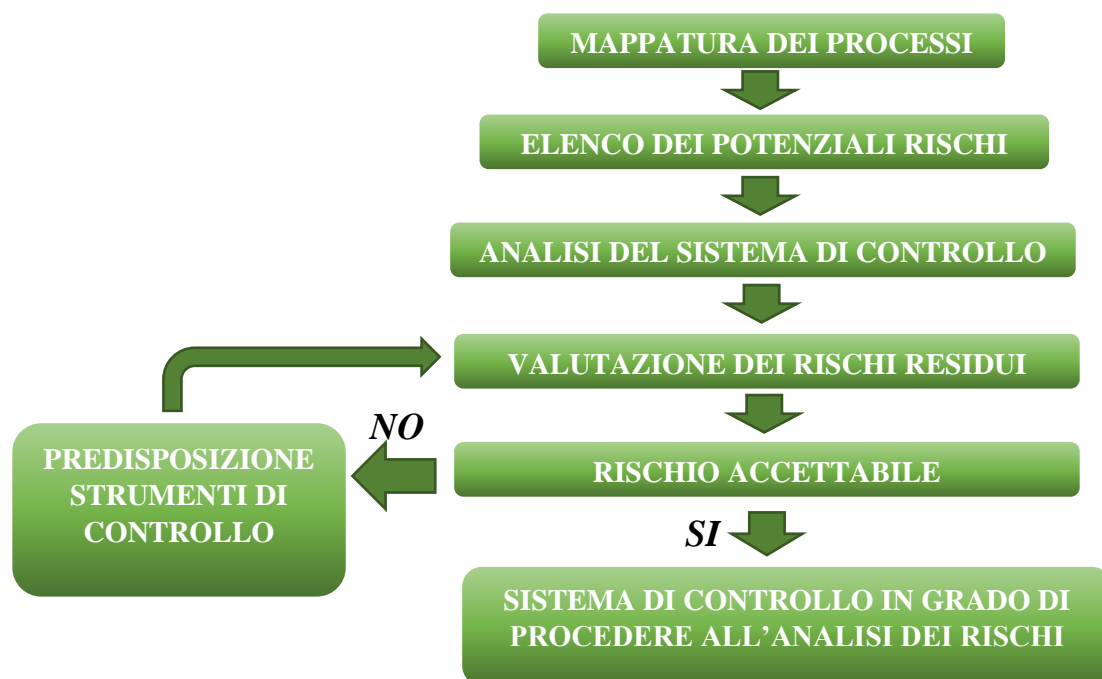 MAPPATURA DEI PROCESSI
ELENCO DEI POTENZIALI RISCHI
ANALISI DEL SISTEMA DI CONTROLLO
VALUTAZIONE DEI RISCHI RESIDUI
NO
PREDISPOSIZIONE
STRUMENTI DI
CONTROLLO
RISCHIO ACCETTABILE
SI
SISTEMA DI CONTROLLO IN GRADO DI
PROCEDERE ALL’ANALISI DEI RISCHI